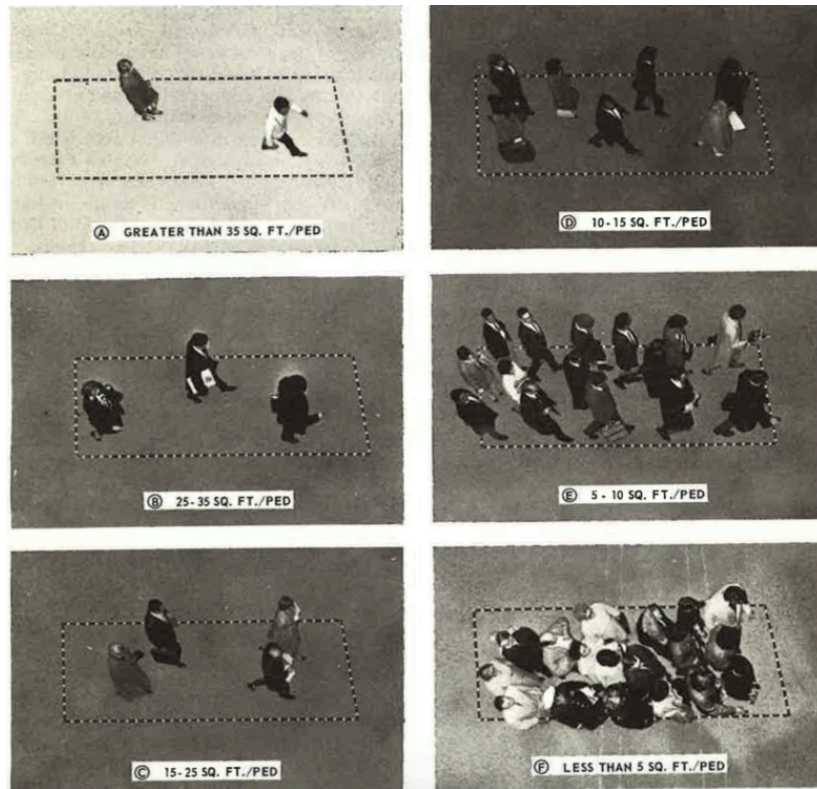 Ⓐ GREATER THAN 35 SQ. FT./PED
Ⓑ 25-35 SQ. FT./PED
Ⓒ 15-25 SQ. FT./PED
Ⓓ 10-15 SQ. FT./PED
Ⓔ 5 - 10 SQ. FT./PED
Ⓕ LESS THAN 5 SQ. FT./PED